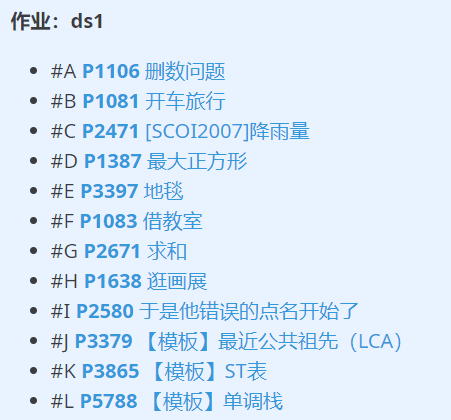 作业：ds1
#A P1106 删数问题
#B P1081 开车旅行
#C P2471 [SCOI2007]降雨量
#D P1387 最大正方形
#E P3397 地毯
#F P1083 借教室
#G P2671 求和
#H P1638 逛画展
#I P2580 于是他错误的点名开始了
#J P3379 【模板】最近公共祖先（LCA）
#K P3865 【模板】ST表
#L P5788 【模板】单调栈